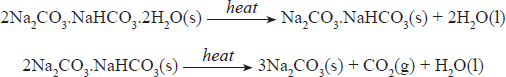 2Na₂CO₃.NaHCO₃.2H₂O(s) heat → Na₂CO₃.NaHCO₃(s) + 2H₂O(l)
2Na₂CO₃.NaHCO₃(s) heat → 3Na₂CO₃(s) + CO₂(g) + H₂O(l)